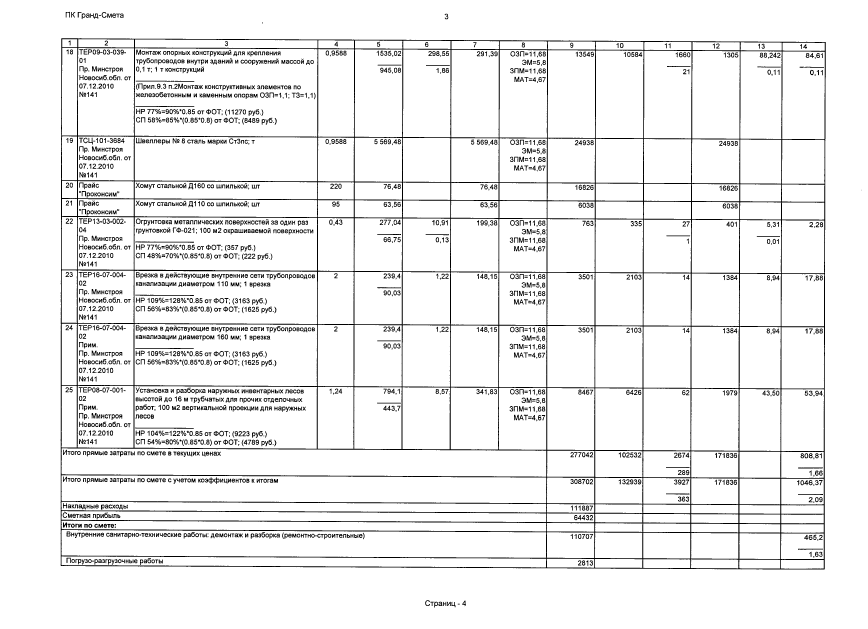 ПК Гранд-Смета
3
1 2 3 4 5 6 7 8 9 10 11 12 13 14
18 ТЕР09-03-039-01 Пр. Минстроя Новосиб.обл. от 07.12.2010 №141
Монтаж опорных конструкций для крепления
трубопроводов внутри зданий и сооружений массой до
0,1 т; 1 т конструкций
(Прил.9.3 п.2Монтаж конструктивных элементов по
железобетонным и каменным опорам ОЗП=1,1; ТЗ=1,1)
НР 77%=90%*0.85 от ФОТ; (11270 руб.)
СП 58%=85%*(0.85*0.8) от ФОТ; (8489 руб.)
0,9588 1535,02 298,55 291,39 ОЗП=11,68 13549 10584 1660 1305 88,242 84,61
945,08 1,86 ЭМ=5,8 ЗПМ=11,68 МАТ=4,67 21 0,11 0,11
19 ТСЦ-101-3684 Пр. Минстроя Новосиб.обл. от 07.12.2010 №141
Швеллеры № 8 сталь марки Ст3пс; т
0,9588 5 569,48 5 569,48 ОЗП=11,68 ЭМ=5,8 ЗПМ=11,68 МАТ=4,67 24938 24938
20 Прайс "Проконсим" Хомут стальной Д160 со шпилькой; шт 220 76,48 76,48 16826 16826
21 Прайс "Проконсим" Хомут стальной Д110 со шпилькой; шт 95 63,56 63,56 6038 6038
22 ТЕР13-03-002-04 Пр. Минстроя Новосиб.обл. от 07.12.2010 №141
Огрунтовка металлических поверхностей за один раз
грунтовкой ГФ-021; 100 м2 окрашиваемой поверхности
НР 77%=90%*0.85 от ФОТ; (357 руб.)
СП 48%=70%*(0.85*0.8) от ФОТ; (222 руб.)
0,43 277,04 10,91 199,38 ОЗП=11,68 763 335 27 401 5,31 2,28
66,75 0,13 ЭМ=5,8 ЗПМ=11,68 МАТ=4,67 1 0,01
23 ТЕР16-07-004-02 Пр. Минстроя Новосиб.обл. от 07.12.2010 №141
Врезка в действующие внутренние сети трубопроводов
канализации диаметром 110 мм; 1 врезка
НР 109%=128%*0.85 от ФОТ; (3163 руб.)
СП 56%=83%*(0.85*0.8) от ФОТ; (1625 руб.)
2 239,4 1,22 148,15 ОЗП=11,68 3501 2103 14 1384 8,94 17,88
90,03 ЭМ=5,8 ЗПМ=11,68 МАТ=4,67
24 ТЕР16-07-004-02 Прим. Пр. Минстроя Новосиб.обл. от 07.12.2010 №141
Врезка в действующие внутренние сети трубопроводов
канализации диаметром 160 мм; 1 врезка
НР 109%=128%*0.85 от ФОТ; (3163 руб.)
СП 56%=83%*(0.85*0.8) от ФОТ; (1625 руб.)
2 239,4 1,22 148,15 ОЗП=11,68 3501 2103 14 1384 8,94 17,88
90,03 ЭМ=5,8 ЗПМ=11,68 МАТ=4,67
25 ТЕР08-07-001-02 Прим. Пр. Минстроя Новосиб.обл. от 07.12.2010 №141
Установка и разборка наружных инвентарных лесов
высотой до 16 м трубчатых для прочих отделочных
работ; 100 м2 вертикальной проекции для наружных
лесов
НР 104%=122%*0.85 от ФОТ; (9223 руб.)
СП 54%=80%*(0.85*0.8) от ФОТ; (4789 руб.)
1,24 794,1 8,57 341,83 ОЗП=11,68 8467 6426 62 1979 43,50 53,94
443,7 ЭМ=5,8 ЗПМ=11,68 МАТ=4,67
Итого прямые затраты по смете в текущих ценах 277042 102532 2674 171836 808,81
289 1,66
Итого прямые затраты по смете с учетом коэффициентов к итогам 308702 132939 3927 171836 1046,37
363 2,09
Накладные расходы 111887
Сметная прибыль 64432
Итоги по смете:
Внутренние санитарно-технические работы: демонтаж и разборка (ремонтно-строительные) 110707 465,2
1,63
Погрузо-разгрузочные работы 2813
Страниц - 4